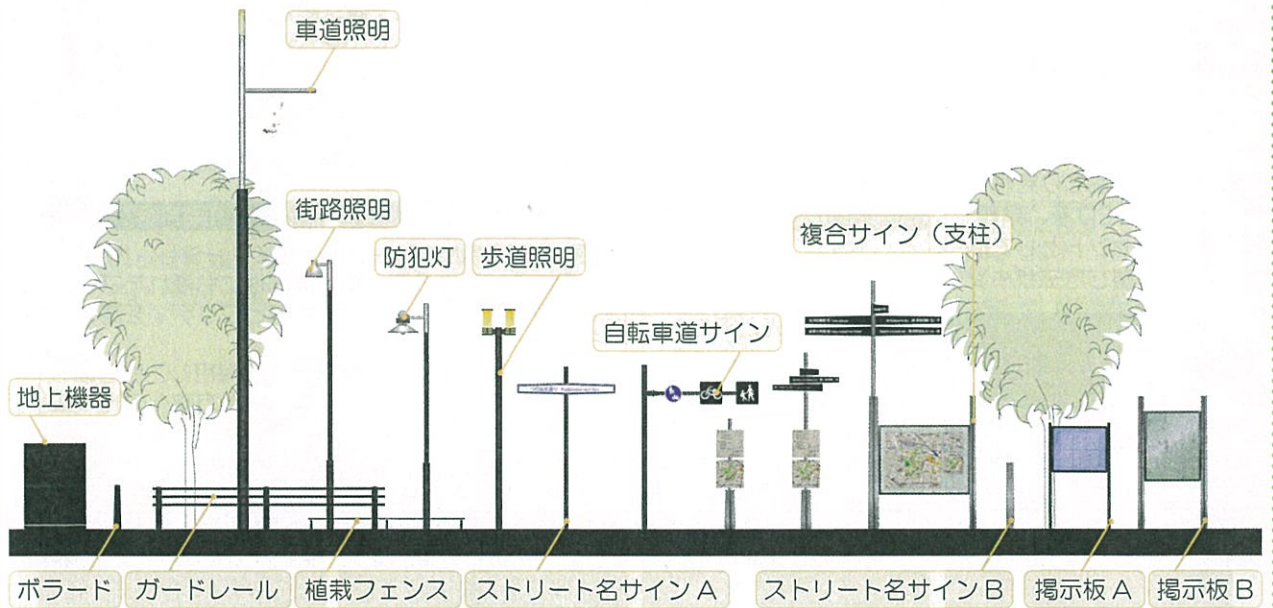 車道照明
街路照明
防犯灯
歩道照明
複合サイン（支柱）
自転車道サイン
地上機器
ボラード
ガードレール
植栽フェンス
ストリート名サインA
ストリート名サインB
掲示板A
掲示板B